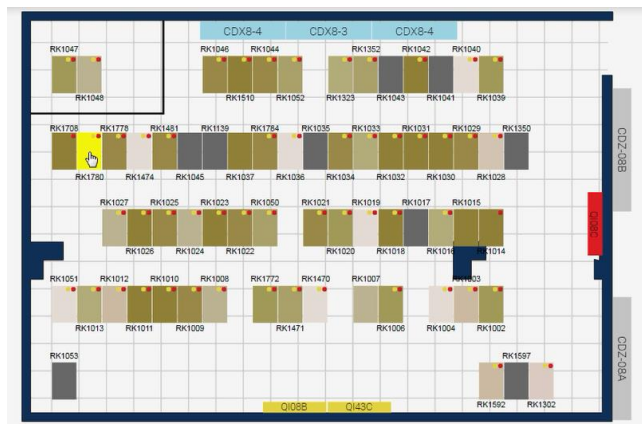 CDX8-4 CDX8-3 CDX8-4
RK1047 RK1046 RK1044 RK1352 RK1042 RK1040
RK1048 RK1510 RK1052 RK1323 RK1043 RK1041 RK1039
RK1708 RK1778 RK1481 RK1139 RK1784 RK1035 RK1033 RK1031 RK1029 RK1350
RK1780 RK1474 RK1045 RK1037 RK1036 RK1034 RK1032 RK1030 RK1028
CDZ-08B
RK1027 RK1025 RK1023 RK1050 RK1021 RK1019 RK1017 RK1015
QI08C
RK1026 RK1024 RK1022 RK1020 RK1018 RK1016 RK1014
RK1051 RK1012 RK1010 RK1008 RK1772 RK1470 RK1007 RK1003
RK1013 RK1011 RK1009 RK1471 RK1006 RK1004 RK1002
CDZ-08A
RK1053 RK1597
RK1592 RK1302
QI08B QI43C